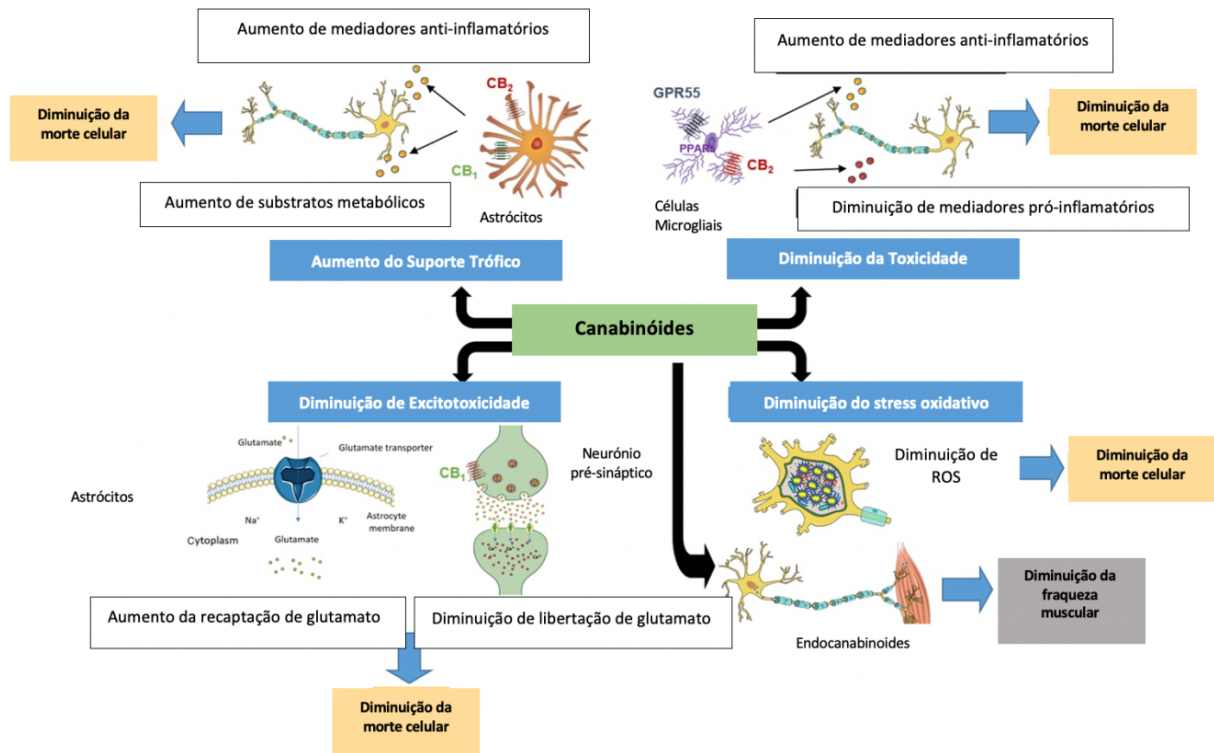 Aumento de mediadores anti-inflamatórios
CB₂
CB₁
Diminuição da
morte celular
Aumento de substratos metabólicos
Astrócitos
Aumento do Suporte Trófico
Aumento de mediadores anti-inflamatórios
GPR55
PPARs
CB₂
Diminuição da
morte celular
Células
Microgliais
Diminuição de mediadores pró-inflamatórios
Diminuição da Toxicidade
Canabinóides
Diminuição de Excitotoxicidade
Glutamate
Glutamate transporter
Astrócitos
Na⁺
K⁺
Astrocyte
membrane
Cytoplasm
Glutamate
CB₁
Neurónio
pré-sináptico
Ca²⁺
Ca²⁺
Ca²⁺
Aumento da recaptação de glutamato
Diminuição de libertação de glutamato
Diminuição da
morte celular
Diminuição do stress oxidativo
Diminuição de
ROS
Diminuição da
morte celular
Endocanabinoides
Diminuição da
fraqueza
muscular